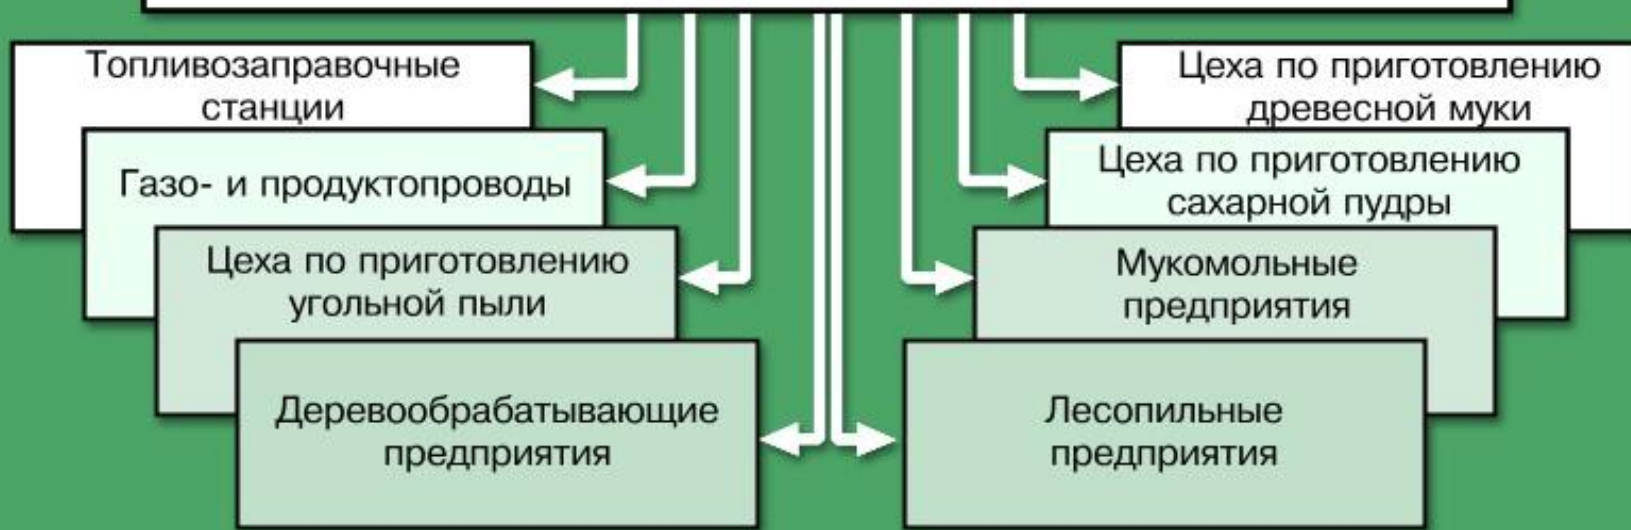 Топливозаправочные
станции
Газо- и продуктопроводы
Цеха по приготовлению
угольной пыли
Деревообрабатывающие
предприятия
Цеха по приготовлению
древесной муки
Цеха по приготовлению
сахарной пудры
Мукомольные
предприятия
Лесопильные
предприятия